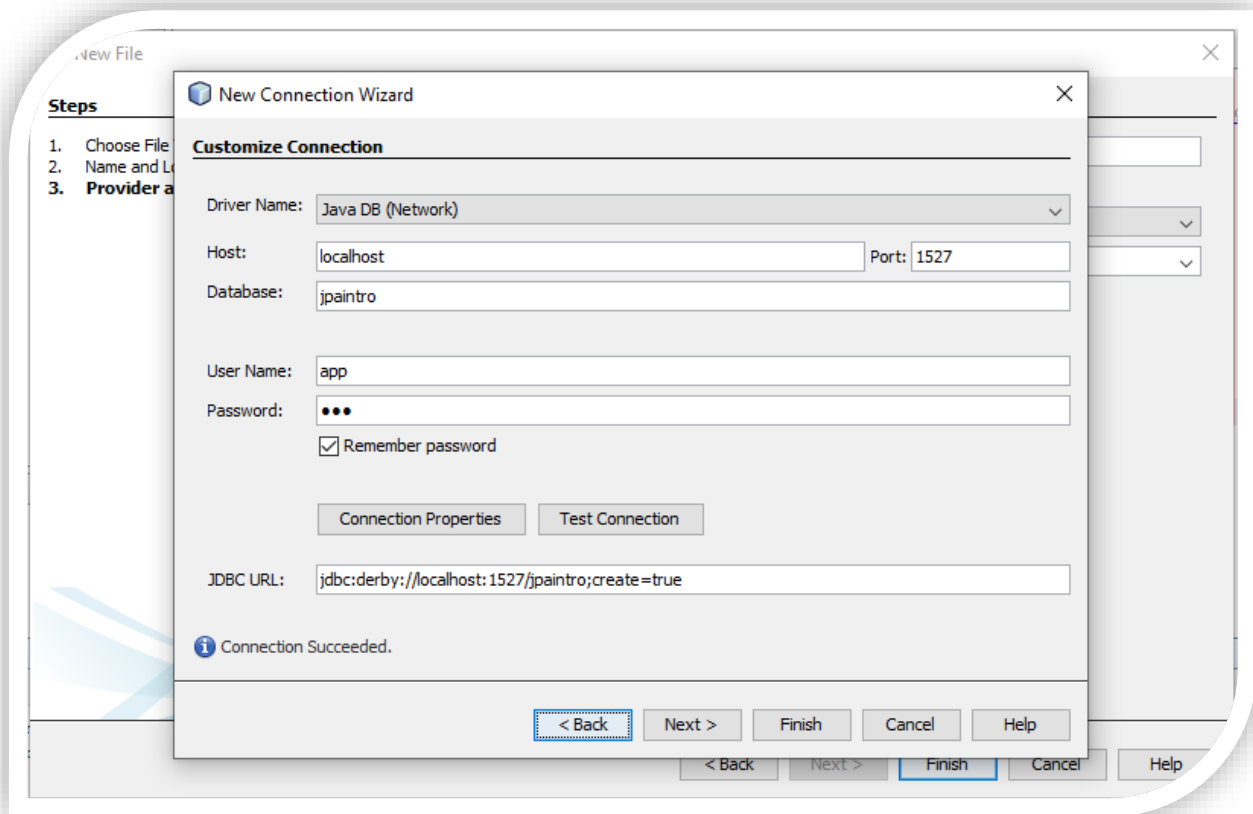 New File
New Connection Wizard
Steps
1. Choose File
2. Name and Lo
3. Provider a
Customize Connection
Driver Name: Java DB (Network)
Host: localhost Port: 1527
Database: jpaintro
User Name: app
Password: •••
Remember password
Connection Properties Test Connection
JDBC URL: jdbc:derby://localhost:1527/jpaintro;create=true
Connection Succeeded.
< Back Next > Finish Cancel Help
< Back Next > Finish Cancel Help